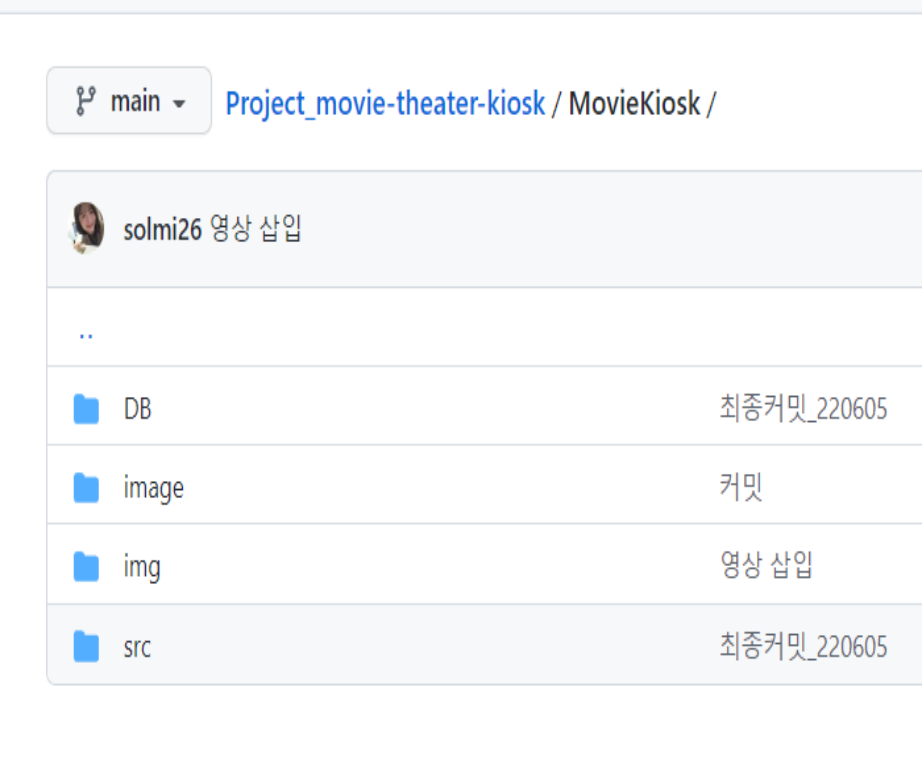 main Project_movie-theater-kiosk / MovieKiosk /
solmi26 영상 삽입
..
DB 최종커밋_220605
image 커밋
img 영상 삽입
src 최종커밋_220605